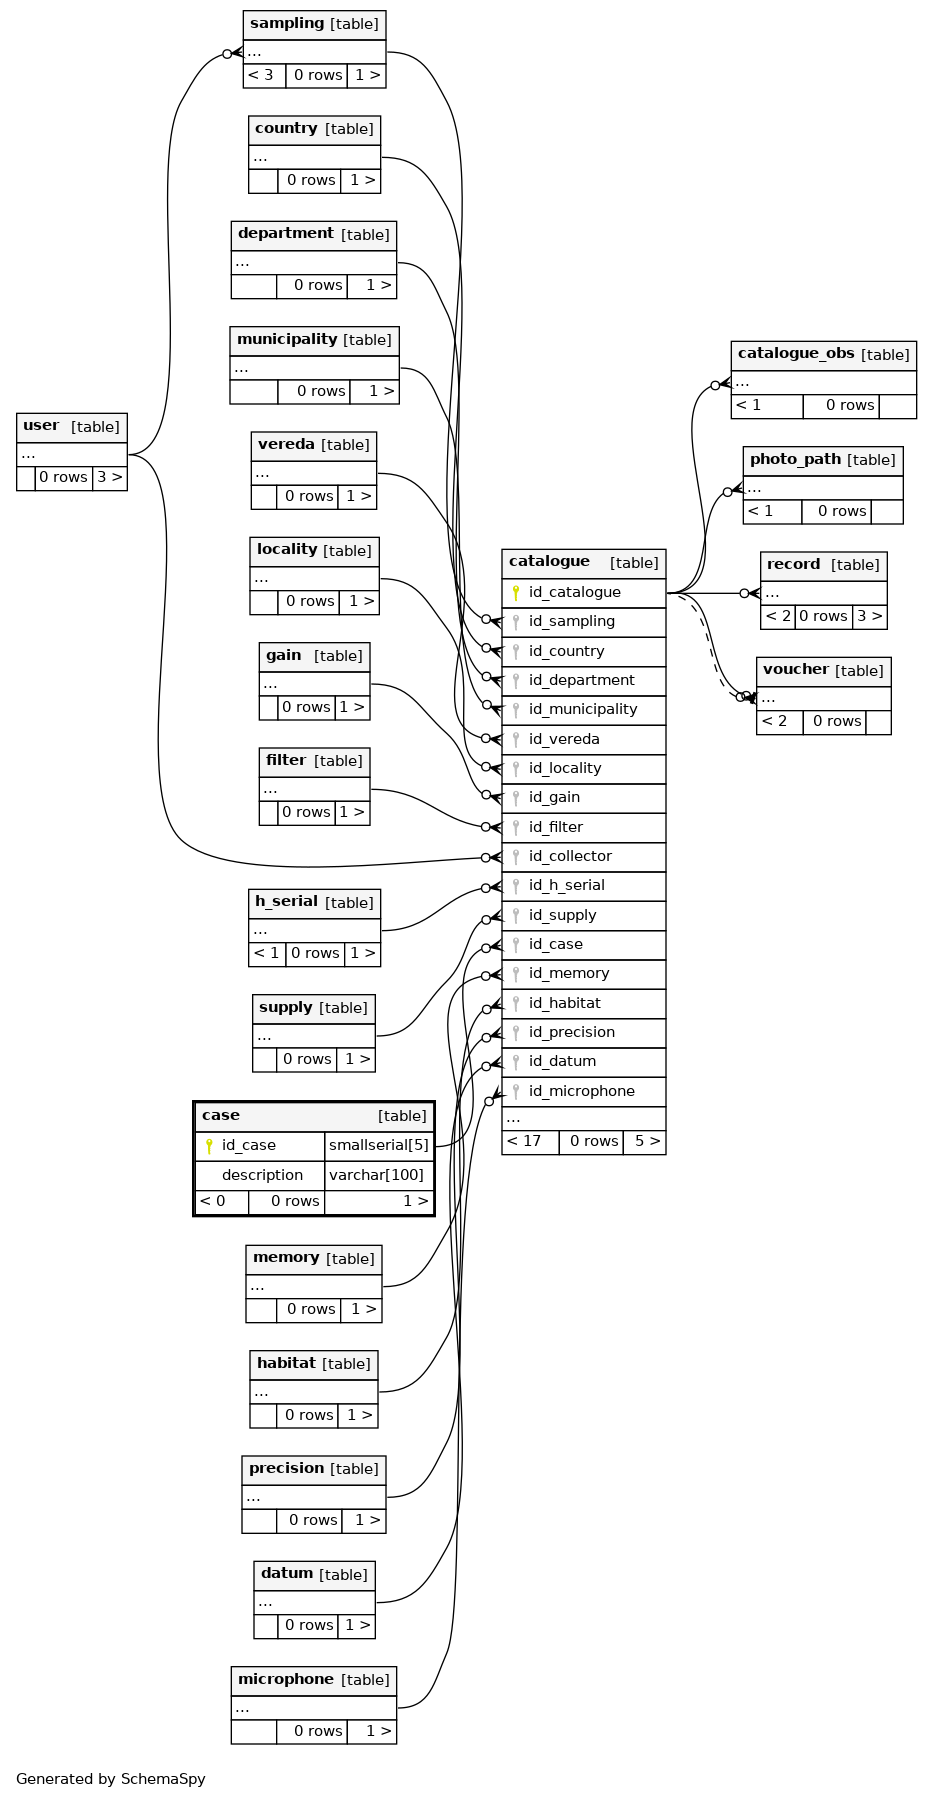 sampling [table]
...
< 3 0 rows 1 >
country [table]
...
0 rows 1 >
department [table]
...
0 rows 1 >
municipality [table]
...
0 rows 1 >
user [table]
...
0 rows 3 >
vereda [table]
...
0 rows 1 >
locality [table]
...
0 rows 1 >
gain [table]
...
0 rows 1 >
filter [table]
...
0 rows 1 >
h_serial [table]
...
< 1 0 rows 1 >
supply [table]
...
0 rows 1 >
case [table]
id_case smallserial[5]
description varchar[100]
< 0 0 rows 1 >
memory [table]
...
0 rows 1 >
habitat [table]
...
0 rows 1 >
precision [table]
...
0 rows 1 >
datum [table]
...
0 rows 1 >
microphone [table]
...
0 rows 1 >
catalogue [table]
id_catalogue
id_sampling
id_country
id_department
id_municipality
id_vereda
id_locality
id_gain
id_filter
id_collector
id_h_serial
id_supply
id_case
id_memory
id_habitat
id_precision
id_datum
id_microphone
...
< 17 0 rows 5 >
catalogue_obs [table]
...
< 1 0 rows
photo_path [table]
...
< 1 0 rows
record [table]
...
< 2 0 rows 3 >
voucher [table]
...
< 2 0 rows
Generated by SchemaSpy